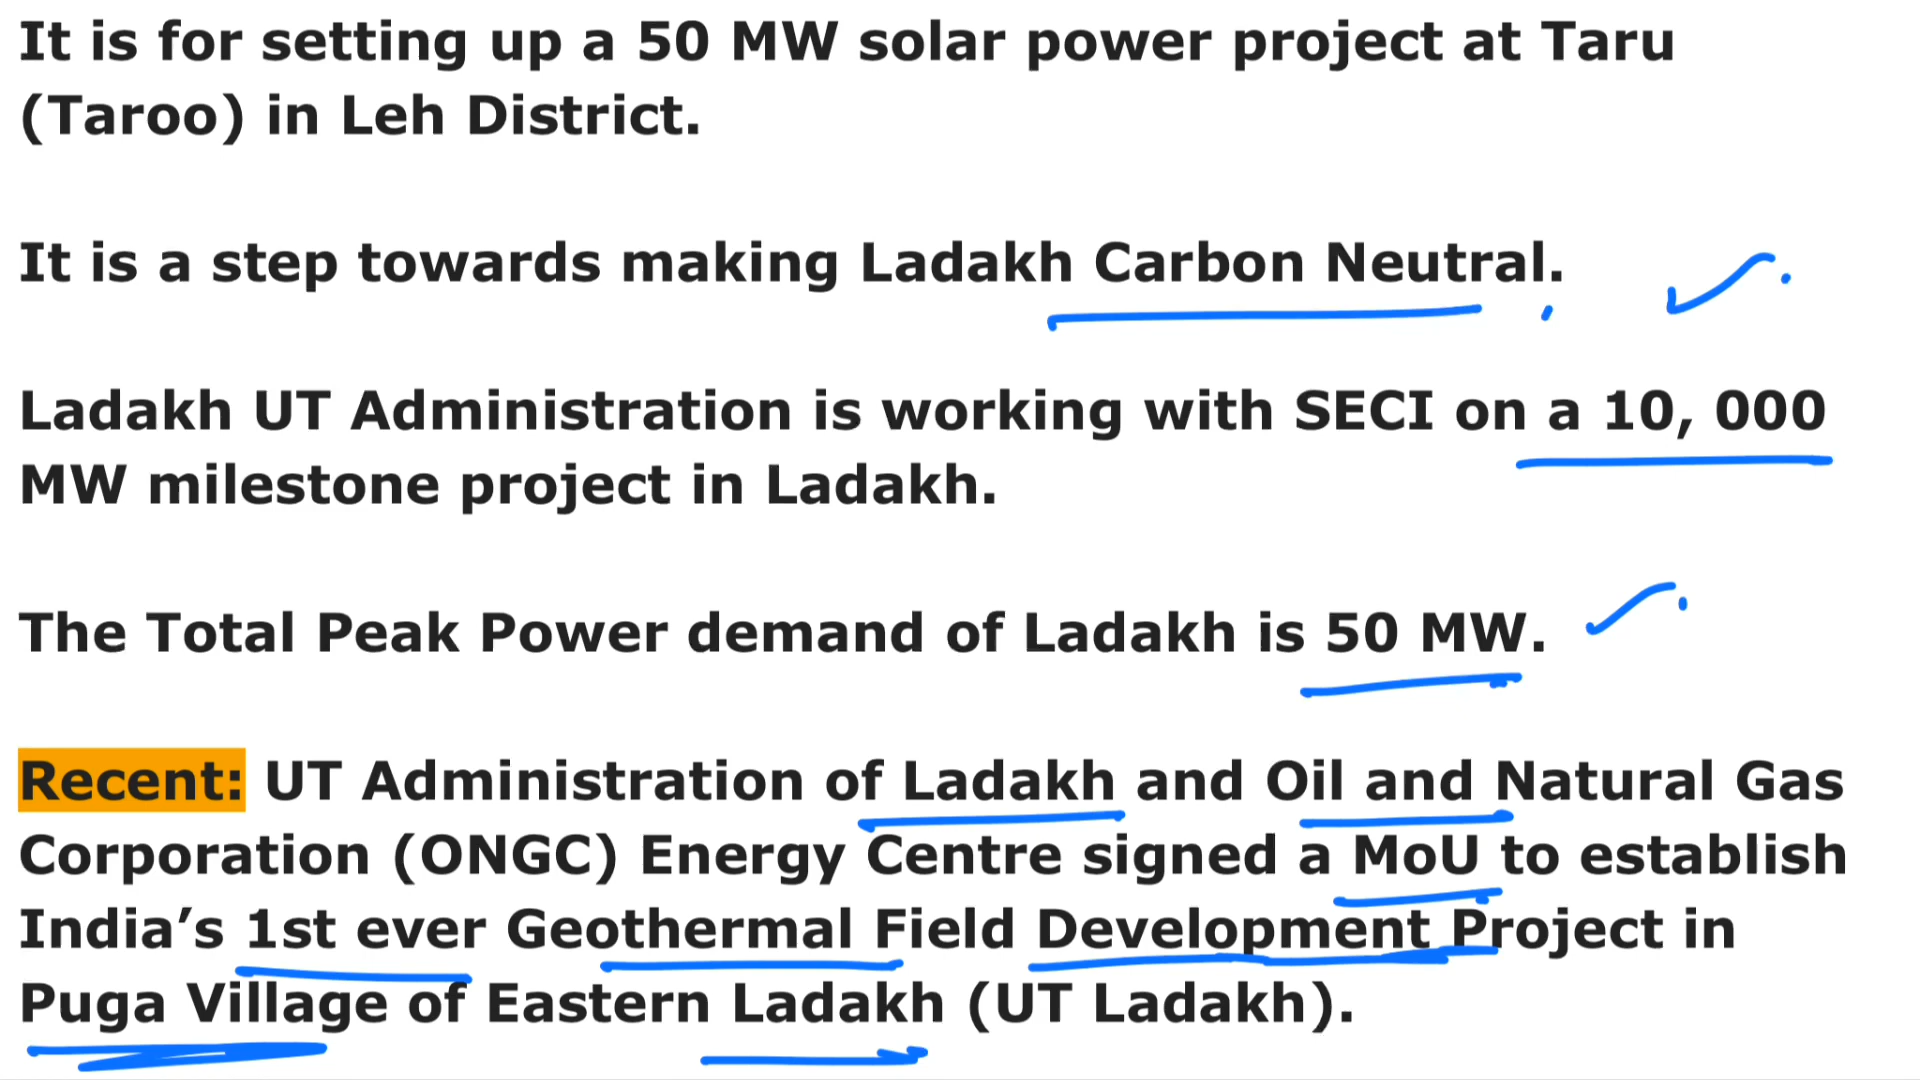 It is for setting up a 50 MW solar power project at Taru
(Taroo) in Leh District.
It is a step towards making Ladakh Carbon Neutral.
Ladakh UT Administration is working with SECI on a 10, 000
MW milestone project in Ladakh.
The Total Peak Power demand of Ladakh is 50 MW.
Recent: UT Administration of Ladakh and Oil and Natural Gas
Corporation (ONGC) Energy Centre signed a MoU to establish
India’s 1st ever Geothermal Field Development Project in
Puga Village of Eastern Ladakh (UT Ladakh).